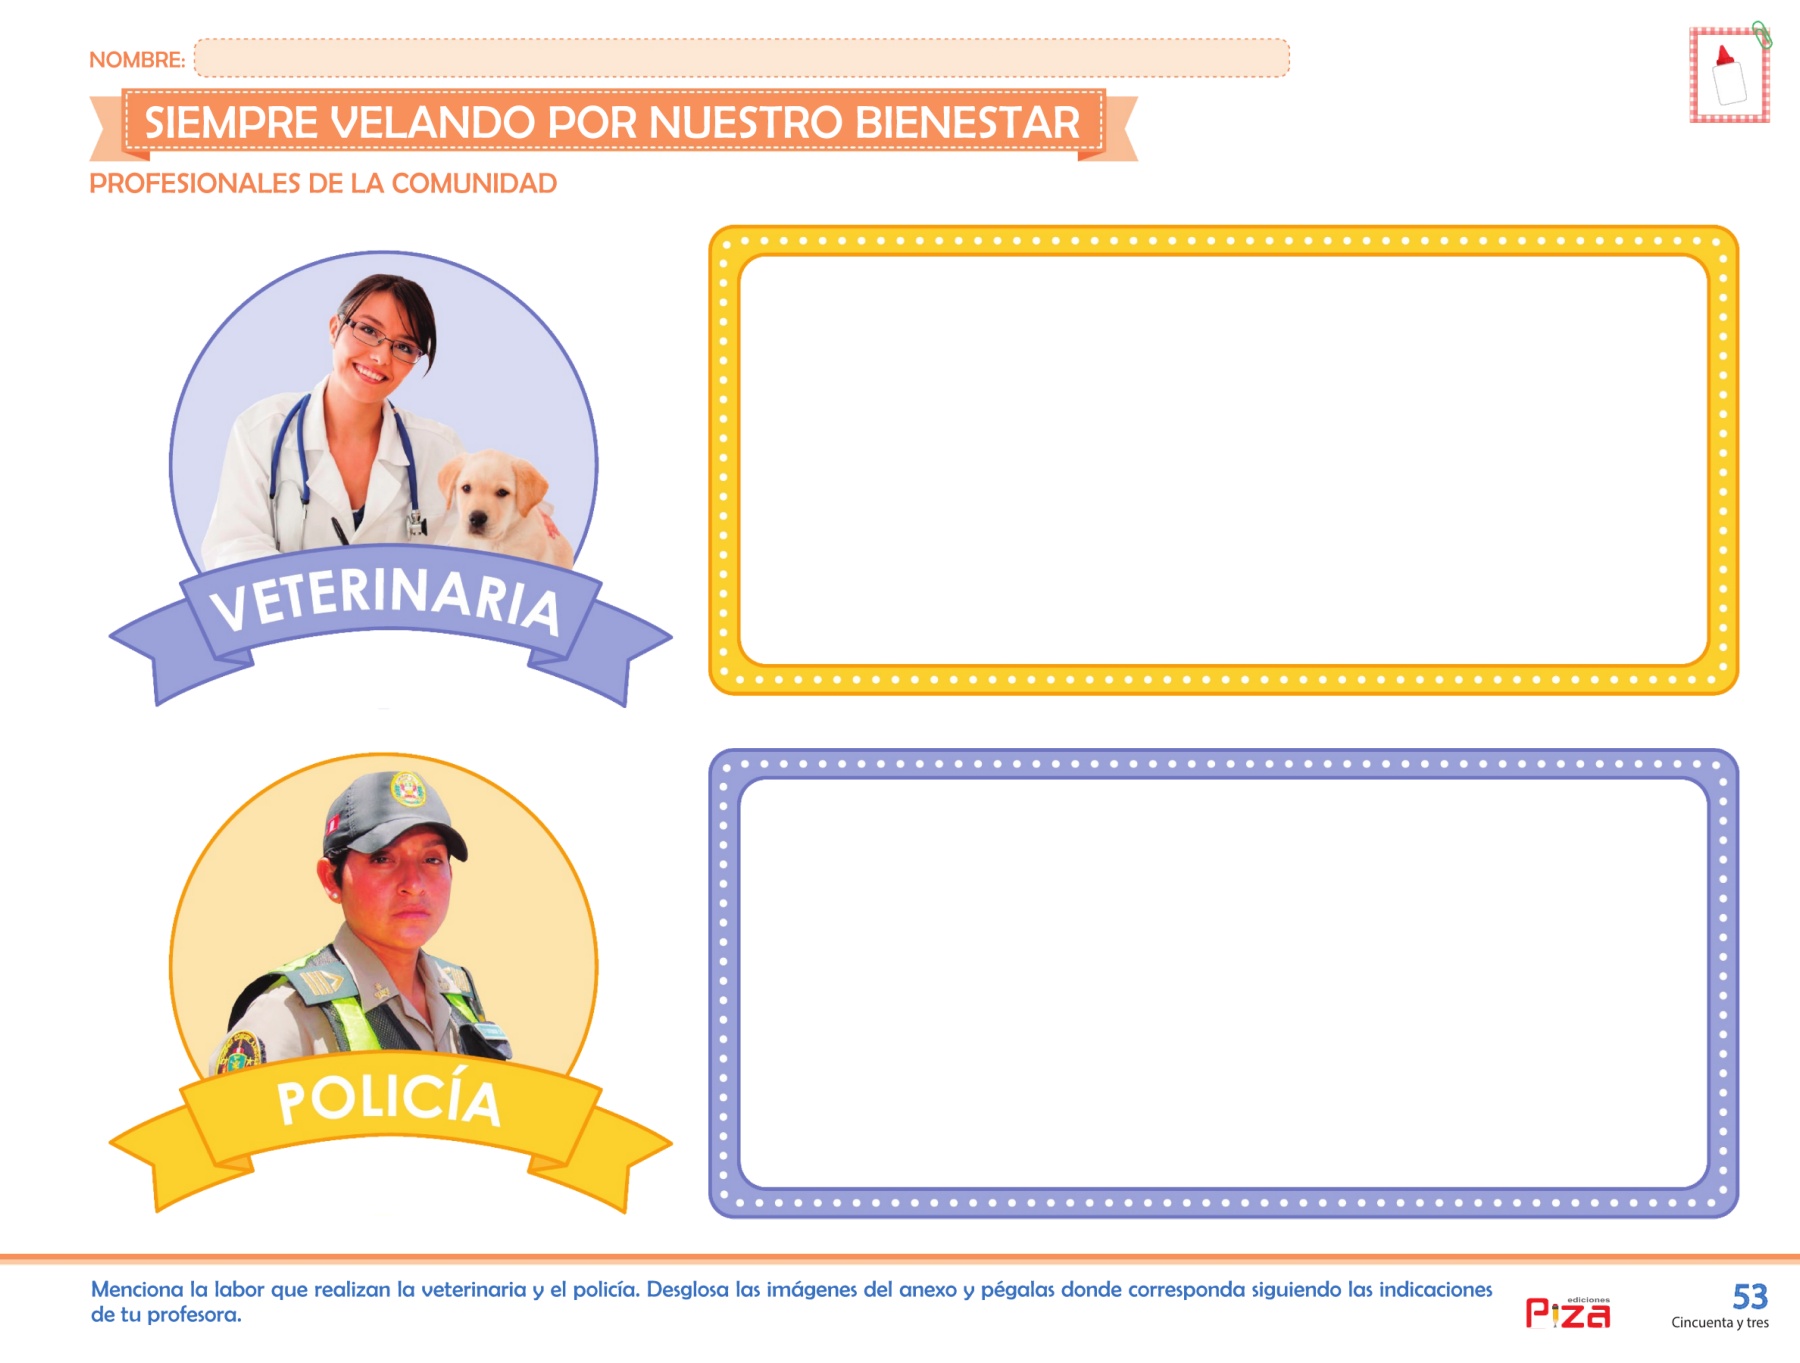 NOMBRE:
SIEMPRE VELANDO POR NUESTRO BIENESTAR
PROFESIONALES DE LA COMUNIDAD
VETERINARIA
POLICÍA
Menciona la labor que realizan la veterinaria y el policía. Desglosa las imágenes del anexo y pégalas donde corresponda siguiendo las indicaciones
de tu profesora.
ediciones
Piza
53
Cincuenta y tres